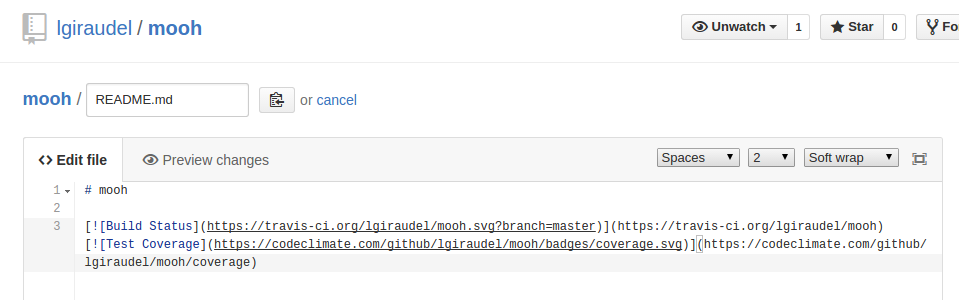 lgiraudel / mooh
Unwatch 1 Star 0 Fo
mooh / README.md or cancel
<> Edit file Preview changes Spaces 2 Soft wrap
1 # mooh
2
3 [![Build Status](https://travis-ci.org/lgiraudel/mooh.svg?branch=master)](https://travis-ci.org/lgiraudel/mooh)
[![Test Coverage](https://codeclimate.com/github/lgiraudel/mooh/badges/coverage.svg)](https://codeclimate.com/github/
lgiraudel/mooh/coverage)